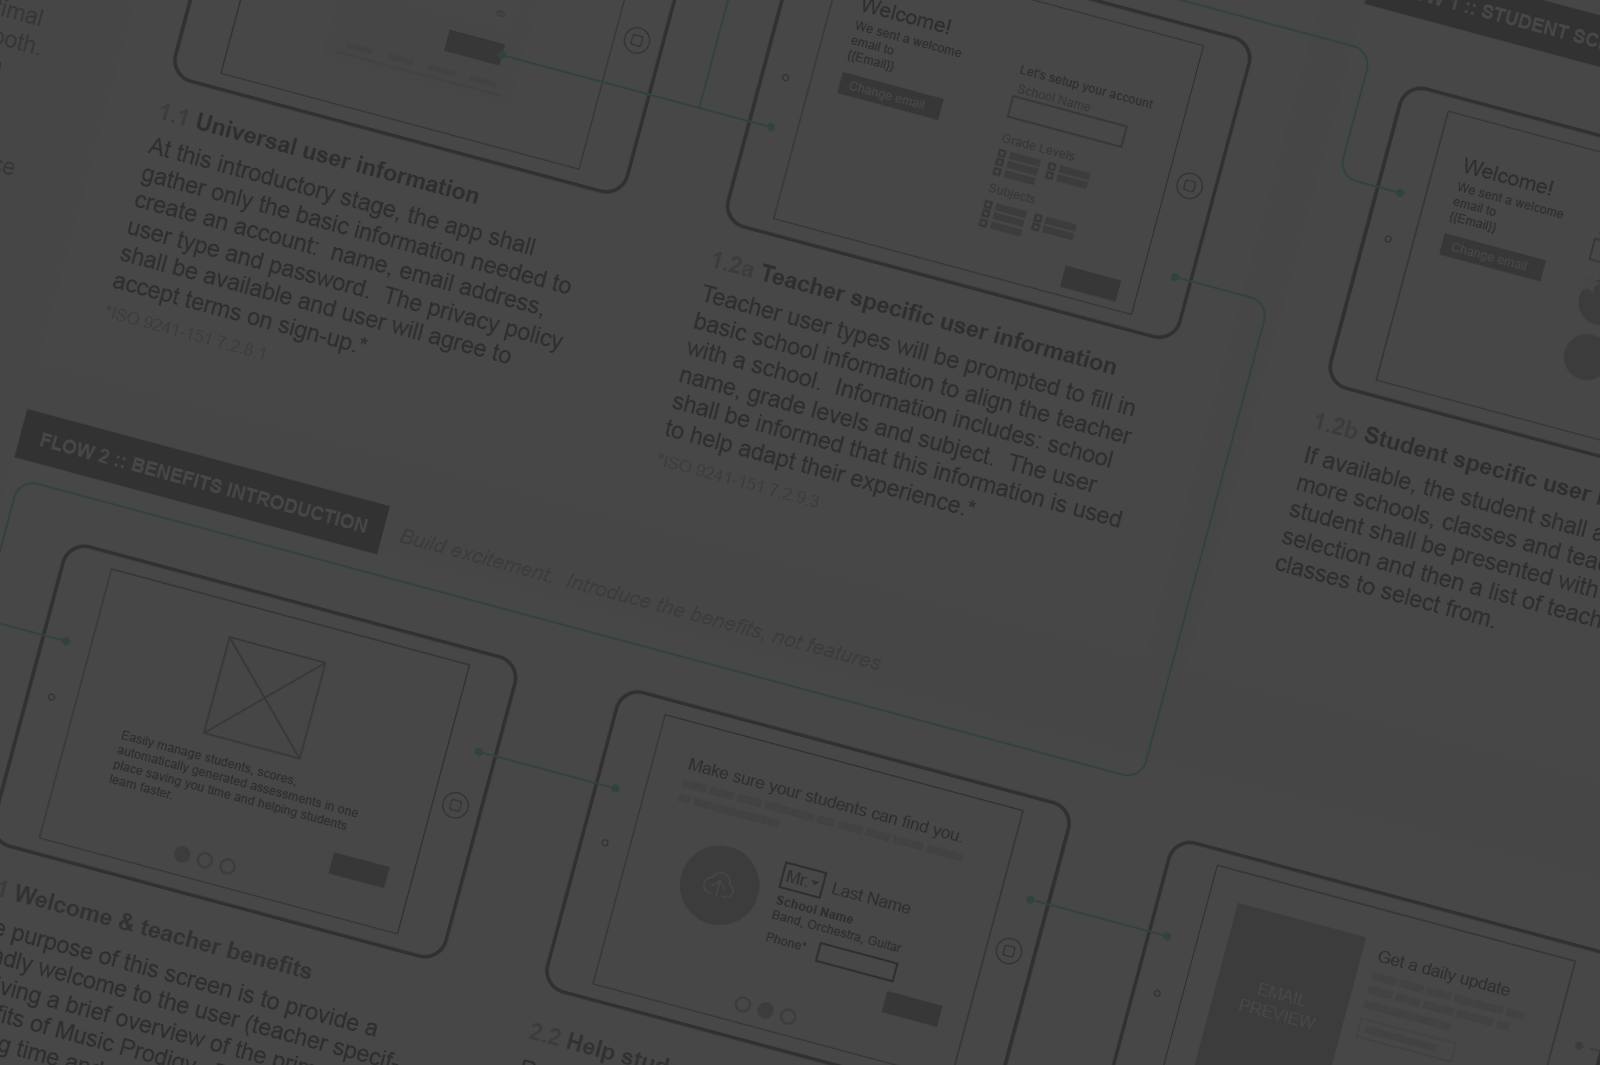 imal
both.
ce
1.1 Universal user information
At this introductory stage, the app shall
gather only the basic information needed to
create an account:  name, email address,
user type and password.  The privacy policy
shall be available and user will agree to
accept terms on sign-up.*
*ISO 9241-151 7.2.8.1
Welcome!
We sent a welcome
email to
{{Email}}
Change email
Let's setup your account
School Name
Grade Levels
Subjects
1.2a Teacher specific user information
Teacher user types will be prompted to fill in
basic school information to align the teacher
with a school.  Information includes: school
name, grade levels and subject.  The user
shall be informed that this information is used
to help adapt their experience.*
*ISO 9241-151 7.2.9.3
1 :: STUDENT SC
Welcome!
We sent a welcome
email to
{{Email}}
Change email
1.2b Student specific user
If available, the student shall a
more schools, classes and teac
student shall be presented with
selection and then a list of teach
classes to select from.
FLOW 2 :: BENEFITS INTRODUCTION
Build excitement.  Introduce the benefits, not features
Easily manage students, scores,
automatically generated assessments in one
place saving you time and helping students
learn faster.
1 Welcome & teacher benefits
e purpose of this screen is to provide a
ndly welcome to the user (teacher specif-
iving a brief overview of the prim
fits of Music Prodigy
g time and
Make sure your students can find you.
Mr.
Last Name
School Name
Band, Orchestra, Guitar
Phone*
2.2 Help stud
EMAIL
PREVIEW
Get a daily update